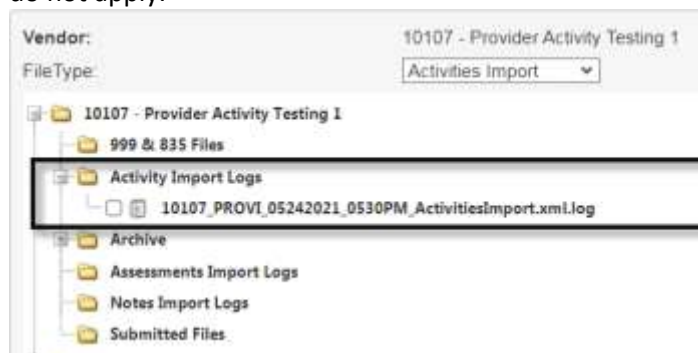 do not apply.
Vendor: 10107 - Provider Activity Testing 1
FileType: Activities Import
10107 - Provider Activity Testing 1
999 & 835 Files
Activity Import Logs
10107_PROVI_05242021_0530PM_ActivitiesImport.xml.log
Archive
Assessments Import Logs
Notes Import Logs
Submitted Files